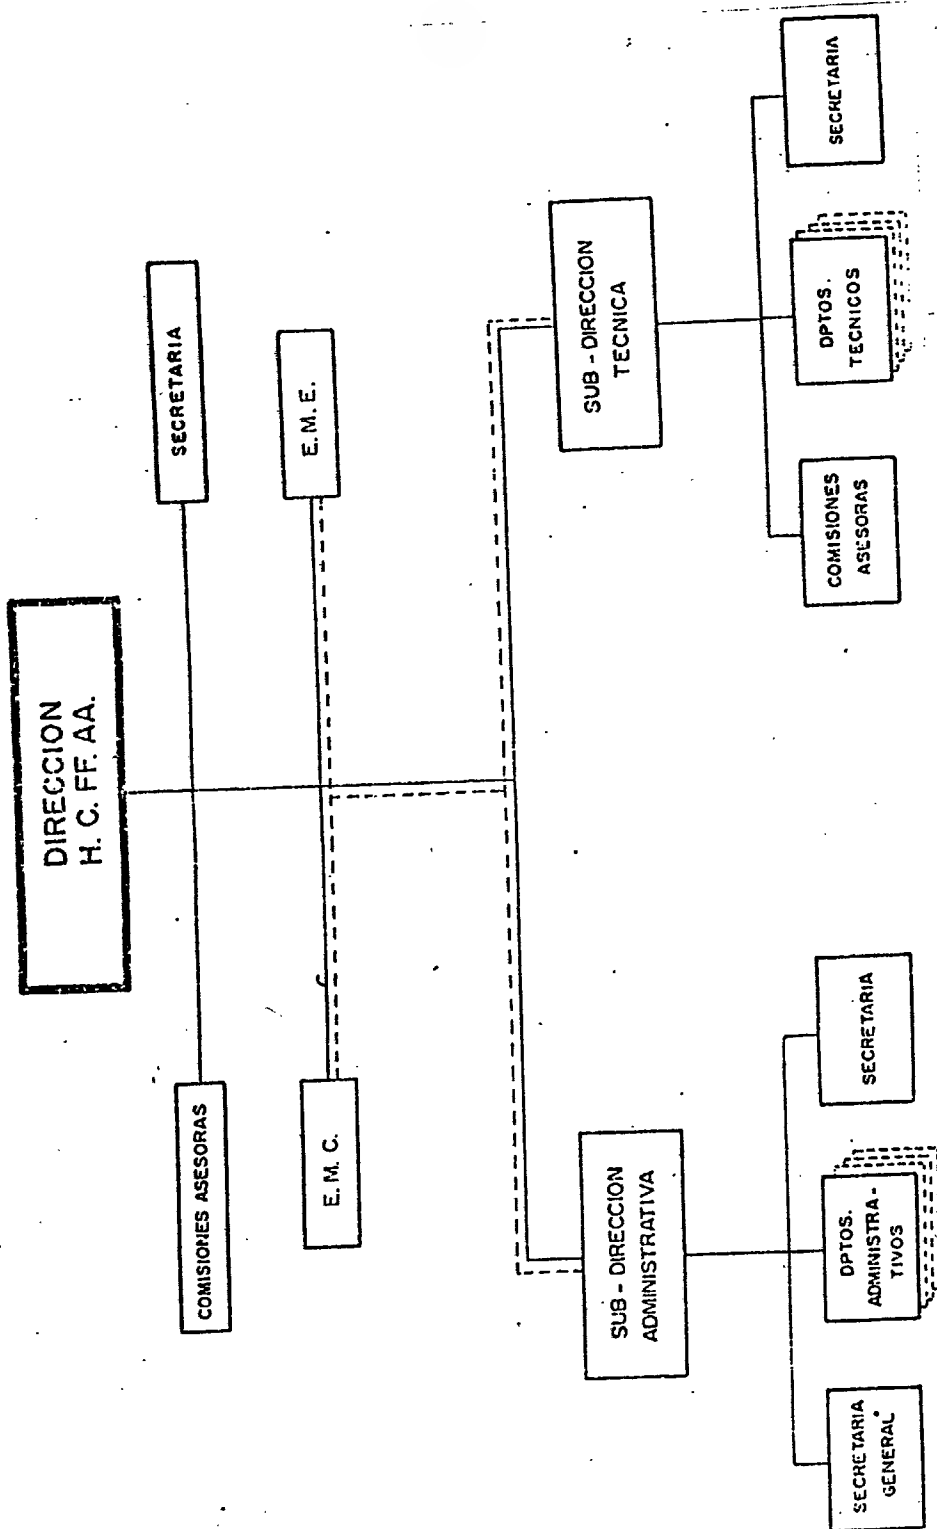 DIRECCION
H. C. FF. AA.
COMISIONES ASESORAS
SECRETARIA
E. M. C.
E. M. E.
SUB - DIRECCION
ADMINISTRATIVA
SUB - DIRECCION
TECNICA
SECRETARIA
GENERAL
DPTOS.
ADMINISTRA -
TIVOS
SECRETARIA
COMISIONES
ASESORAS
DPTOS.
TECNICOS
SECRETARIA